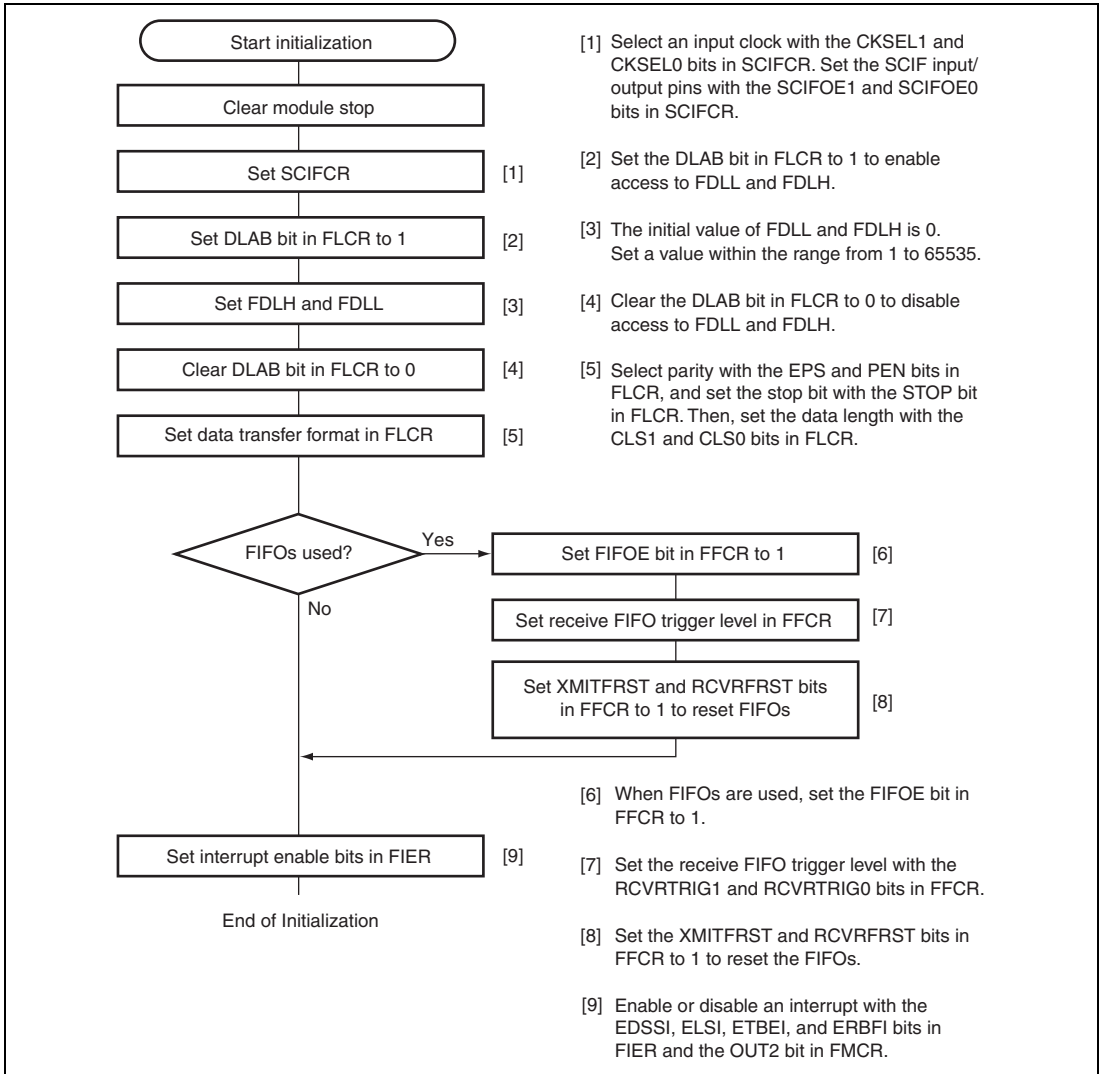 Start initialization
Clear module stop
Set SCIFCR
[1]
Set DLAB bit in FLCR to 1
[2]
Set FDLH and FDLL
[3]
Clear DLAB bit in FLCR to 0
[4]
Set data transfer format in FLCR
[5]
FIFOs used?
Yes
No
Set FIFOE bit in FFCR to 1
[6]
Set receive FIFO trigger level in FFCR
[7]
Set XMITFRST and RCVRFRST bits
in FFCR to 1 to reset FIFOs
[8]
Set interrupt enable bits in FIER
[9]
End of Initialization
[1] Select an input clock with the CKSEL1 and
CKSEL0 bits in SCIFCR. Set the SCIF input/
output pins with the SCIFOE1 and SCIFOE0
bits in SCIFCR.
[2] Set the DLAB bit in FLCR to 1 to enable
access to FDLL and FDLH.
[3] The initial value of FDLL and FDLH is 0.
Set a value within the range from 1 to 65535.
[4] Clear the DLAB bit in FLCR to 0 to disable
access to FDLL and FDLH.
[5] Select parity with the EPS and PEN bits in
FLCR, and set the stop bit with the STOP bit
in FLCR. Then, set the data length with the
CLS1 and CLS0 bits in FLCR.
[6] When FIFOs are used, set the FIFOE bit in
FFCR to 1.
[7] Set the receive FIFO trigger level with the
RCVRTRIG1 and RCVRTRIG0 bits in FFCR.
[8] Set the XMITFRST and RCVRFRST bits in
FFCR to 1 to reset the FIFOs.
[9] Enable or disable an interrupt with the
EDSSI, ELSI, ETBEI, and ERBFI bits in
FIER and the OUT2 bit in FMCR.